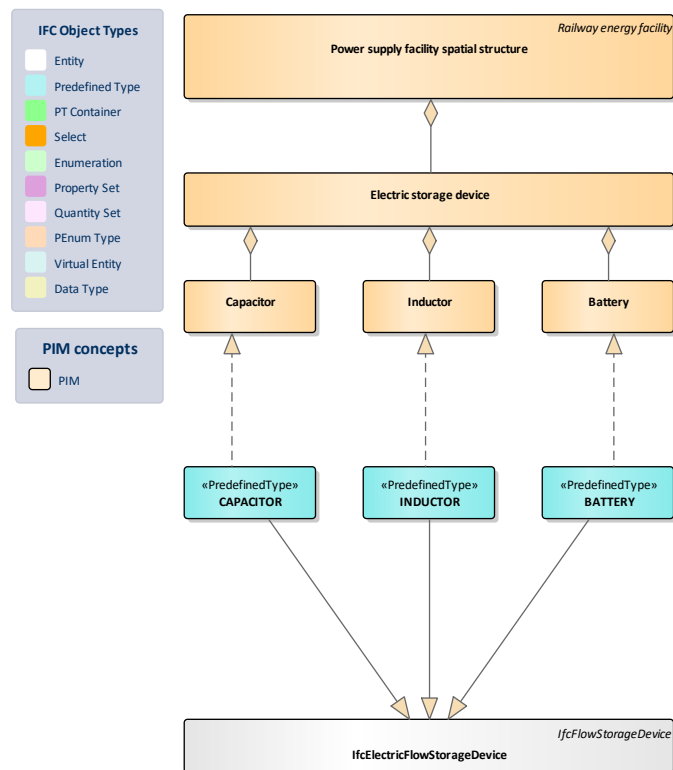 IFC Object Types
Entity
Predefined Type
PT Container
Select
Enumeration
Property Set
Quantity Set
PEnum Type
Virtual Entity
Data Type
PIM concepts
PIM
Railway energy facility
Power supply facility spatial structure
Electric storage device
Capacitor
Inductor
Battery
«PredefinedType»
CAPACITOR
«PredefinedType»
INDUCTOR
«PredefinedType»
BATTERY
IfcFlowStorageDevice
IfcElectricFlowStorageDevice